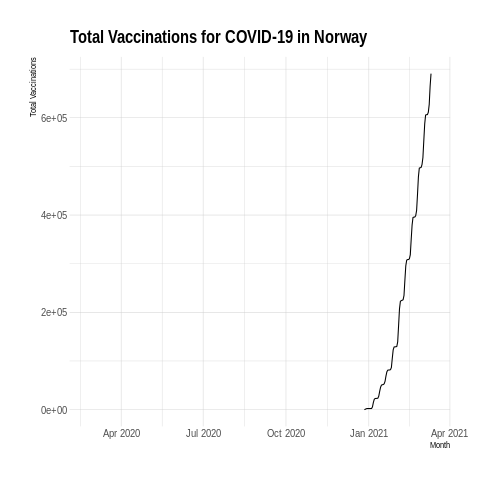 Total Vaccinations for COVID-19 in Norway
Total Vaccinations
6e+05
4e+05
2e+05
0e+00
Apr 2020 Jul 2020 Oct 2020 Jan 2021 Apr 2021
Month